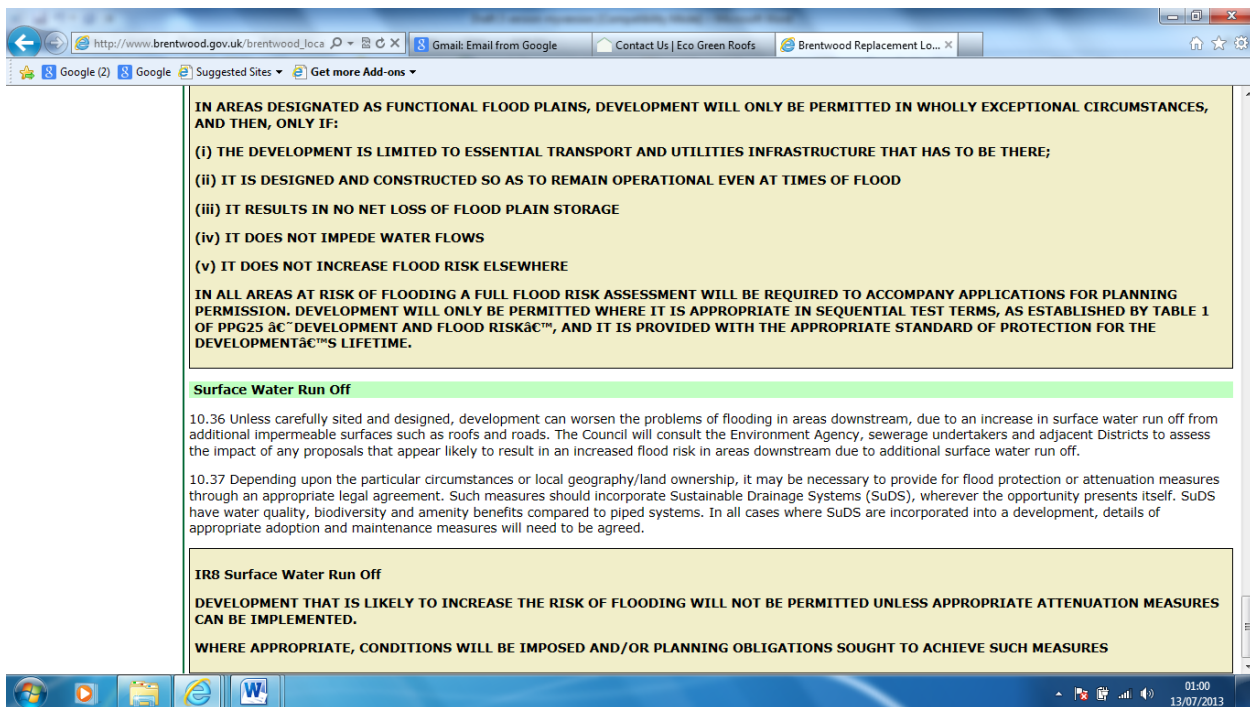 http://www.brentwood.gov.uk/brentwood_loca
Gmail: Email from Google
Contact Us | Eco Green Roofs
Brentwood Replacement Lo...
Google (2) Google Suggested Sites Get more Add-ons
IN AREAS DESIGNATED AS FUNCTIONAL FLOOD PLAINS, DEVELOPMENT WILL ONLY BE PERMITTED IN WHOLLY EXCEPTIONAL CIRCUMSTANCES,
AND THEN, ONLY IF:
(i) THE DEVELOPMENT IS LIMITED TO ESSENTIAL TRANSPORT AND UTILITIES INFRASTRUCTURE THAT HAS TO BE THERE;
(ii) IT IS DESIGNED AND CONSTRUCTED SO AS TO REMAIN OPERATIONAL EVEN AT TIMES OF FLOOD
(iii) IT RESULTS IN NO NET LOSS OF FLOOD PLAIN STORAGE
(iv) IT DOES NOT IMPEDE WATER FLOWS
(v) IT DOES NOT INCREASE FLOOD RISK ELSEWHERE
IN ALL AREAS AT RISK OF FLOODING A FULL FLOOD RISK ASSESSMENT WILL BE REQUIRED TO ACCOMPANY APPLICATIONS FOR PLANNING
PERMISSION. DEVELOPMENT WILL ONLY BE PERMITTED WHERE IT IS APPROPRIATE IN SEQUENTIAL TEST TERMS, AS ESTABLISHED BY TABLE 1
OF PPG25 â€˜DEVELOPMENT AND FLOOD RISKâ€™, AND IT IS PROVIDED WITH THE APPROPRIATE STANDARD OF PROTECTION FOR THE
DEVELOPMENTâ€™S LIFETIME.
Surface Water Run Off
10.36 Unless carefully sited and designed, development can worsen the problems of flooding in areas downstream, due to an increase in surface water run off from
additional impermeable surfaces such as roofs and roads. The Council will consult the Environment Agency, sewerage undertakers and adjacent Districts to assess
the impact of any proposals that appear likely to result in an increased flood risk in areas downstream due to additional surface water run off.
10.37 Depending upon the particular circumstances or local geography/land ownership, it may be necessary to provide for flood protection or attenuation measures
through an appropriate legal agreement. Such measures should incorporate Sustainable Drainage Systems (SuDS), wherever the opportunity presents itself. SuDS
have water quality, biodiversity and amenity benefits compared to piped systems. In all cases where SuDS are incorporated into a development, details of
appropriate adoption and maintenance measures will need to be agreed.
IR8 Surface Water Run Off
DEVELOPMENT THAT IS LIKELY TO INCREASE THE RISK OF FLOODING WILL NOT BE PERMITTED UNLESS APPROPRIATE ATTENUATION MEASURES
CAN BE IMPLEMENTED.
WHERE APPROPRIATE, CONDITIONS WILL BE IMPOSED AND/OR PLANNING OBLIGATIONS SOUGHT TO ACHIEVE SUCH MEASURES
01:00
13/07/2013